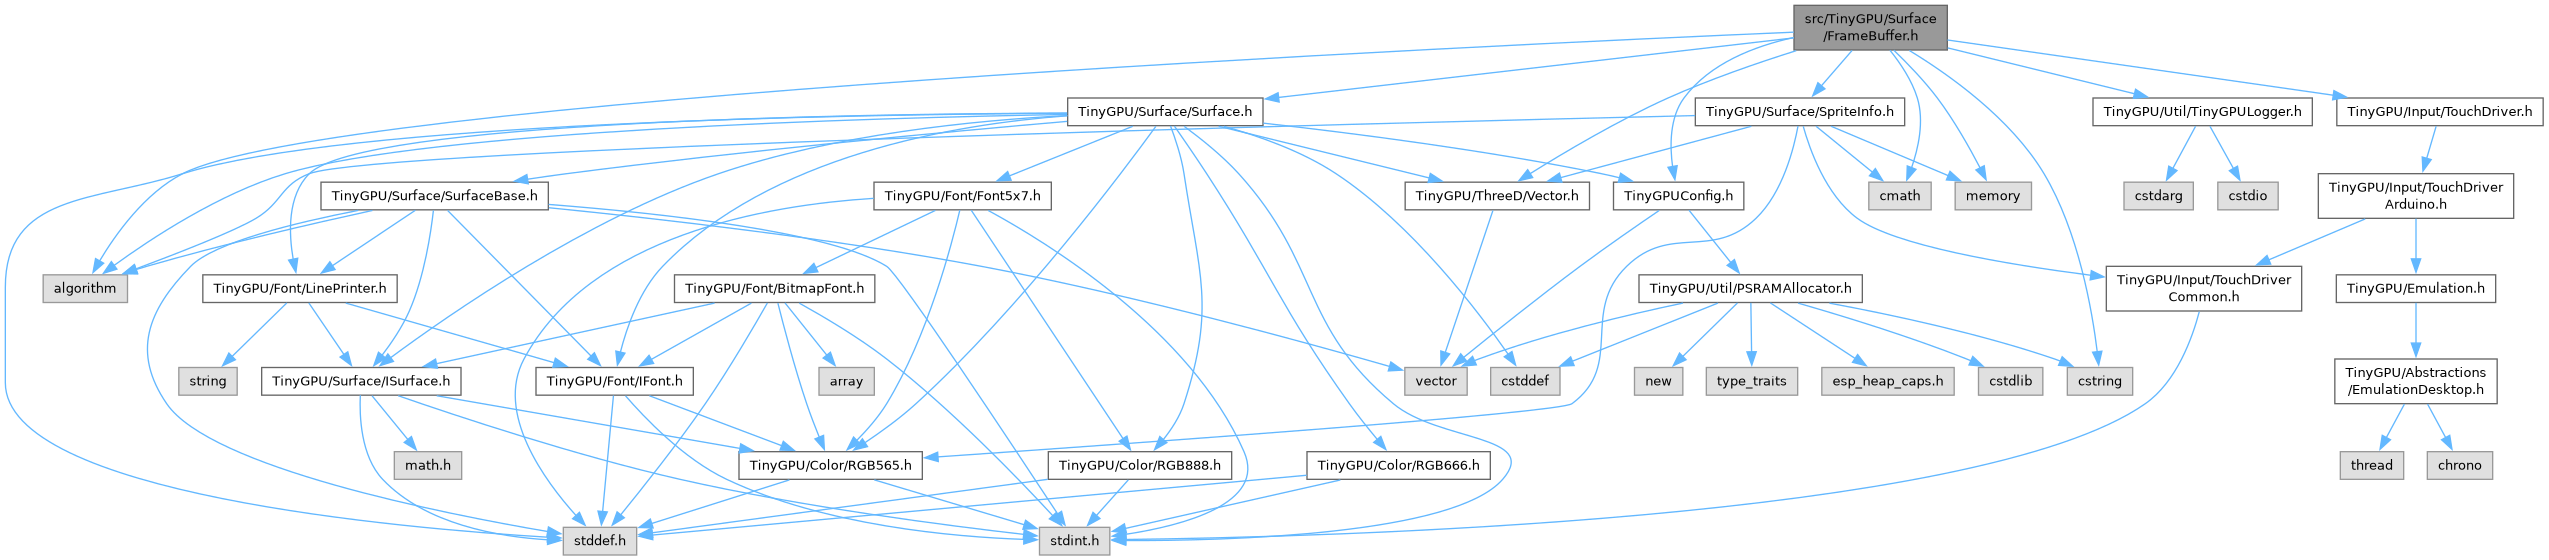 src/TinyGPU/Surface
/FrameBuffer.h
TinyGPU/Surface/Surface.h
TinyGPU/Surface/SpriteInfo.h
TinyGPU/Util/TinyGPULogger.h
TinyGPU/Input/TouchDriver.h
TinyGPU/Surface/SurfaceBase.h
TinyGPU/Font/Font5x7.h
TinyGPU/ThreeD/Vector.h
TinyGPUConfig.h
cmath
memory
cstdarg
cstdio
TinyGPU/Input/TouchDriver
Arduino.h
algorithm
TinyGPU/Font/LinePrinter.h
TinyGPU/Font/BitmapFont.h
TinyGPU/Util/PSRAMAllocator.h
TinyGPU/Input/TouchDriver
Common.h
TinyGPU/Emulation.h
string
TinyGPU/Surface/ISurface.h
TinyGPU/Font/IFont.h
array
vector
cstddef
new
type_traits
esp_heap_caps.h
cstdlib
cstring
TinyGPU/Abstractions
/EmulationDesktop.h
math.h
TinyGPU/Color/RGB565.h
TinyGPU/Color/RGB888.h
TinyGPU/Color/RGB666.h
thread
chrono
stddef.h
stdint.h